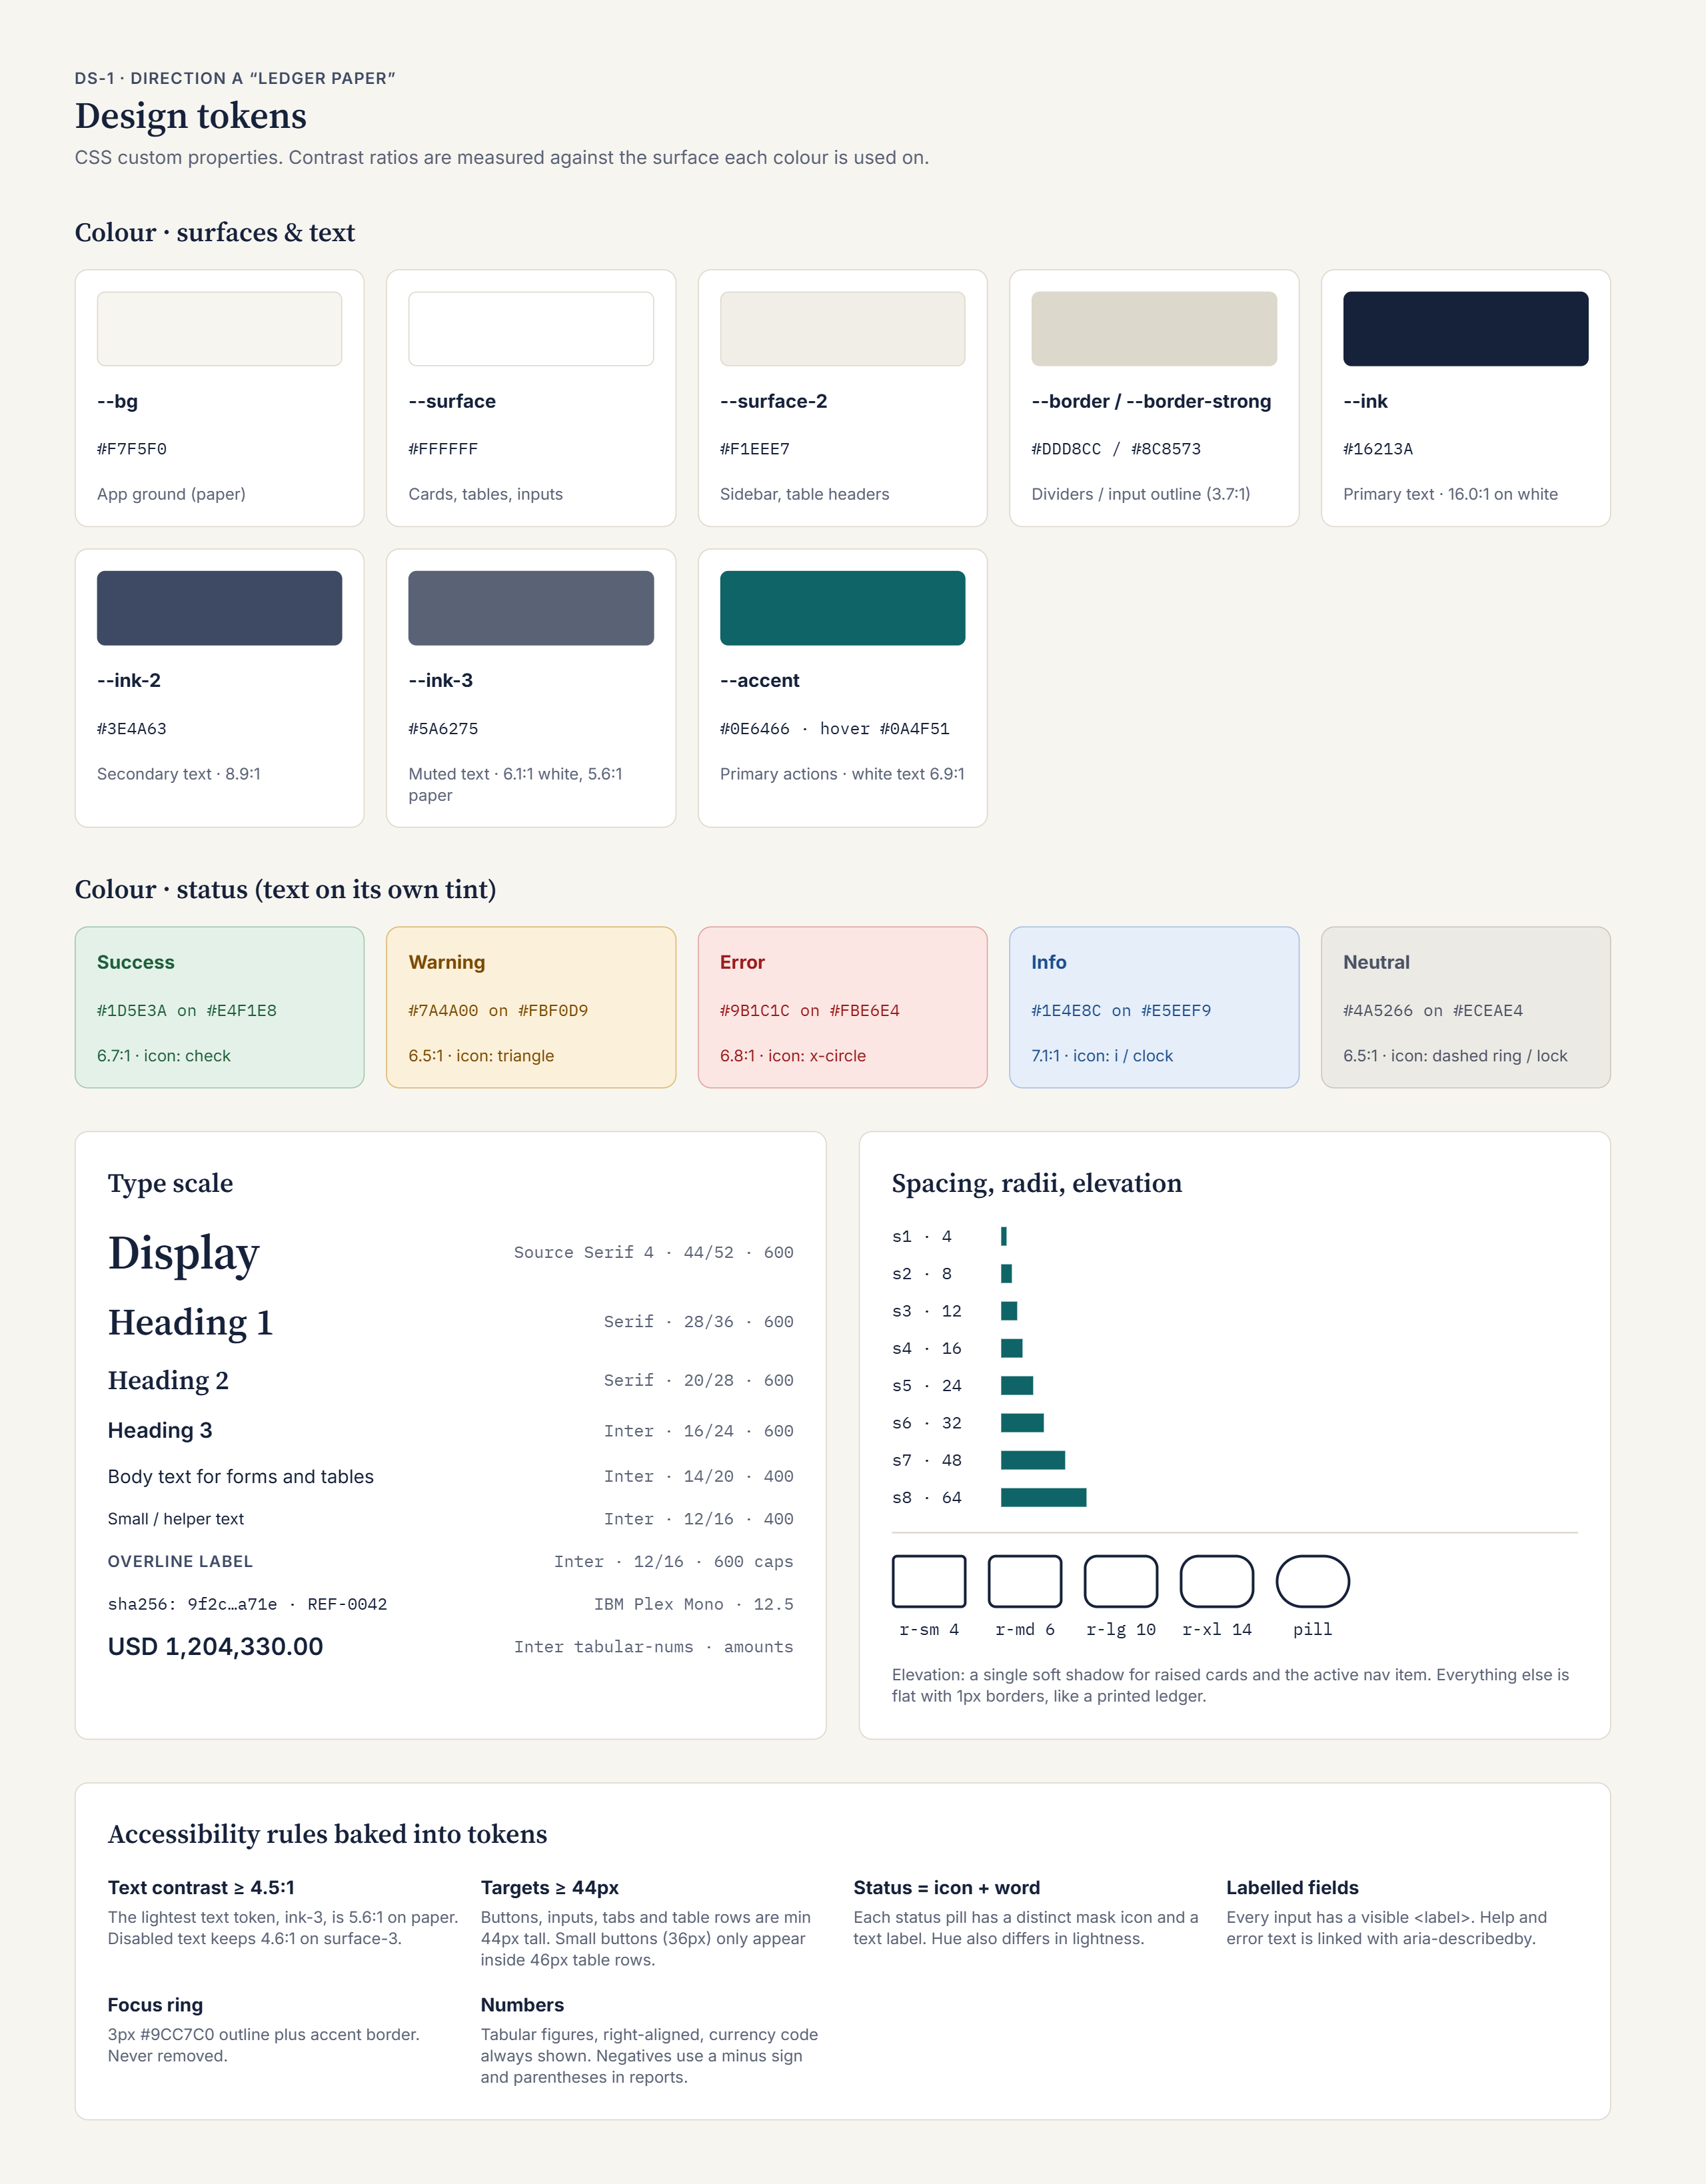 DS-1 · DIRECTION A “LEDGER PAPER”
Design tokens
CSS custom properties. Contrast ratios are measured against the surface each colour is used on.
Colour · surfaces & text
--bg
#F7F5F0
App ground (paper)
--surface
#FFFFFF
Cards, tables, inputs
--surface-2
#F1EEE7
Sidebar, table headers
--border / --border-strong
#DDD8CC / #8C8573
Dividers / input outline (3.7:1)
--ink
#16213A
Primary text · 16.0:1 on white
--ink-2
#3E4A63
Secondary text · 8.9:1
--ink-3
#5A6275
Muted text · 6.1:1 white, 5.6:1
paper
--accent
#0E6466 · hover #0A4F51
Primary actions · white text 6.9:1
Colour · status (text on its own tint)
Success
#1D5E3A on #E4F1E8
6.7:1 · icon: check
Warning
#7A4A00 on #FBF0D9
6.5:1 · icon: triangle
Error
#9B1C1C on #FBE6E4
6.8:1 · icon: x-circle
Info
#1E4E8C on #E5EEF9
7.1:1 · icon: i / clock
Neutral
#4A5266 on #ECEAE4
6.5:1 · icon: dashed ring / lock
Type scale
Display Source Serif 4 · 44/52 · 600
Heading 1 Serif · 28/36 · 600
Heading 2 Serif · 20/28 · 600
Heading 3 Inter · 16/24 · 600
Body text for forms and tables Inter · 14/20 · 400
Small / helper text Inter · 12/16 · 400
OVERLINE LABEL Inter · 12/16 · 600 caps
sha256: 9f2c…a71e · REF-0042 IBM Plex Mono · 12.5
USD 1,204,330.00 Inter tabular-nums · amounts
Spacing, radii, elevation
s1 · 4
s2 · 8
s3 · 12
s4 · 16
s5 · 24
s6 · 32
s7 · 48
s8 · 64
r-sm 4 r-md 6 r-lg 10 r-xl 14 pill
Elevation: a single soft shadow for raised cards and the active nav item. Everything else is
flat with 1px borders, like a printed ledger.
Accessibility rules baked into tokens
Text contrast ≥ 4.5:1
The lightest text token, ink-3, is 5.6:1 on paper.
Disabled text keeps 4.6:1 on surface-3.
Targets ≥ 44px
Buttons, inputs, tabs and table rows are min
44px tall. Small buttons (36px) only appear
inside 46px table rows.
Status = icon + word
Each status pill has a distinct mask icon and a
text label. Hue also differs in lightness.
Labelled fields
Every input has a visible <label>. Help and
error text is linked with aria-describedby.
Focus ring
3px #9CC7C0 outline plus accent border.
Never removed.
Numbers
Tabular figures, right-aligned, currency code
always shown. Negatives use a minus sign
and parentheses in reports.